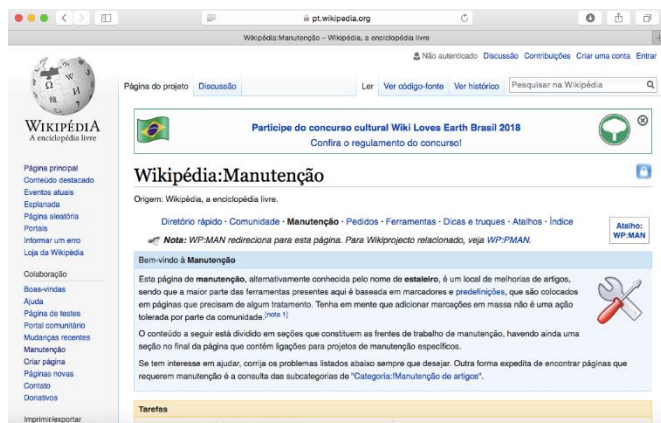 pt.wikipedia.org
Wikipédia:Manutenção – Wikipédia, a enciclopédia livre
Não autenticado Discussão Contribuições Criar uma conta Entrar
Página do projeto Discussão Ler Ver código-fonte Ver histórico Pesquisar na Wikipédia
WIKIPÉDIA
A enciclopédia livre
Participe do concurso cultural Wiki Loves Earth Brasil 2018
Confira o regulamento do concurso!
Página principal
Conteúdo destacado
Eventos atuais
Esplanada
Página aleatória
Portais
Informar um erro
Loja da Wikipédia
Colaboração
Boas-vindas
Ajuda
Página de testes
Portal comunitário
Mudanças recentes
Manutenção
Criar página
Páginas novas
Contato
Donativos
Imprimir/exportar
Wikipédia:Manutenção
Origem: Wikipédia, a enciclopédia livre.
Diretório rápido · Comunidade · Manutenção · Pedidos · Ferramentas · Dicas e truques · Atalhos · Índice
Atalho:
WP:MAN
Nota: WP:MAN redireciona para esta página. Para Wikiprojecto relacionado, veja WP:PMAN.
Bem-vindo à Manutenção
Esta página de manutenção, alternativamente conhecida pelo nome de estaleiro, é um local de melhorias de artigos,
sendo que a maior parte das ferramentas presentes aqui é baseada em marcadores e predefinições, que são colocados
em páginas que precisam de algum tratamento. Tenha em mente que adicionar marcações em massa não é uma ação
tolerada por parte da comunidade.[nota 1]
O conteúdo a seguir está dividido em seções que constituem as frentes de trabalho de manutenção, havendo ainda uma
seção no final da página que contém ligações para projetos de manutenção específicos.
Se tem interesse em ajudar, corrija os problemas listados abaixo sempre que desejar. Outra forma expedita de encontrar páginas que
requerem manutenção é a consulta das subcategorias de "Categoria:!Manutenção de artigos".
Tarefas